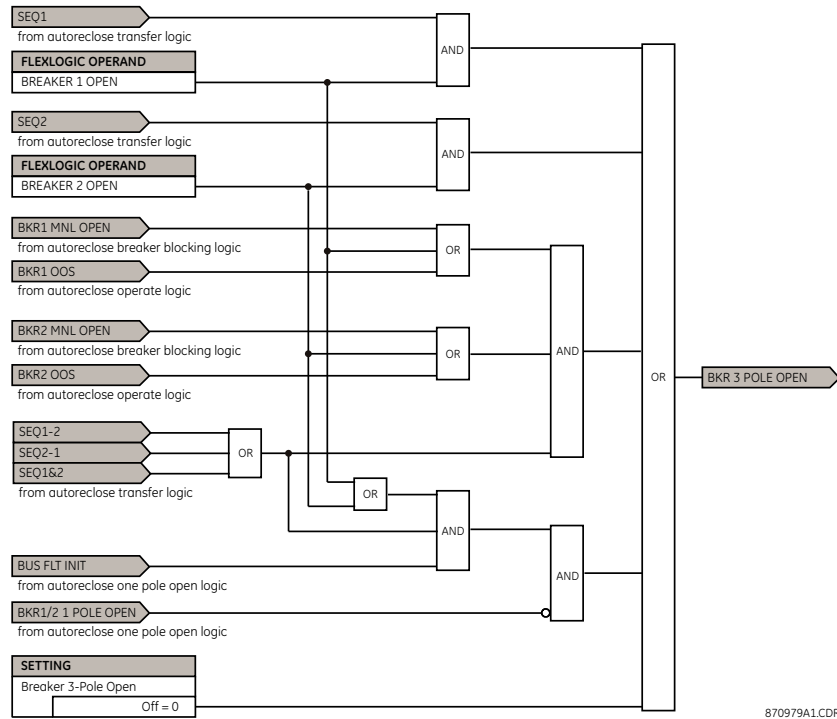 SEQ1
from autoreclose transfer logic
AND
FLEXLOGIC OPERAND
BREAKER 1 OPEN
SEQ2
from autoreclose transfer logic
AND
FLEXLOGIC OPERAND
BREAKER 2 OPEN
BKR1 MNL OPEN
from autoreclose breaker blocking logic
OR
BKR1 OOS
from autoreclose operate logic
BKR2 MNL OPEN
from autoreclose breaker blocking logic
OR
AND
BKR2 OOS
from autoreclose operate logic
OR
BKR 3 POLE OPEN
SEQ1-2
SEQ2-1
OR
SEQ1&2
from autoreclose transfer logic
OR
AND
BUS FLT INIT
from autoreclose one pole open logic
AND
BKR1/2 1 POLE OPEN
from autoreclose one pole open logic
SETTING
Breaker 3-Pole Open
Off = 0
870979A1.CDR